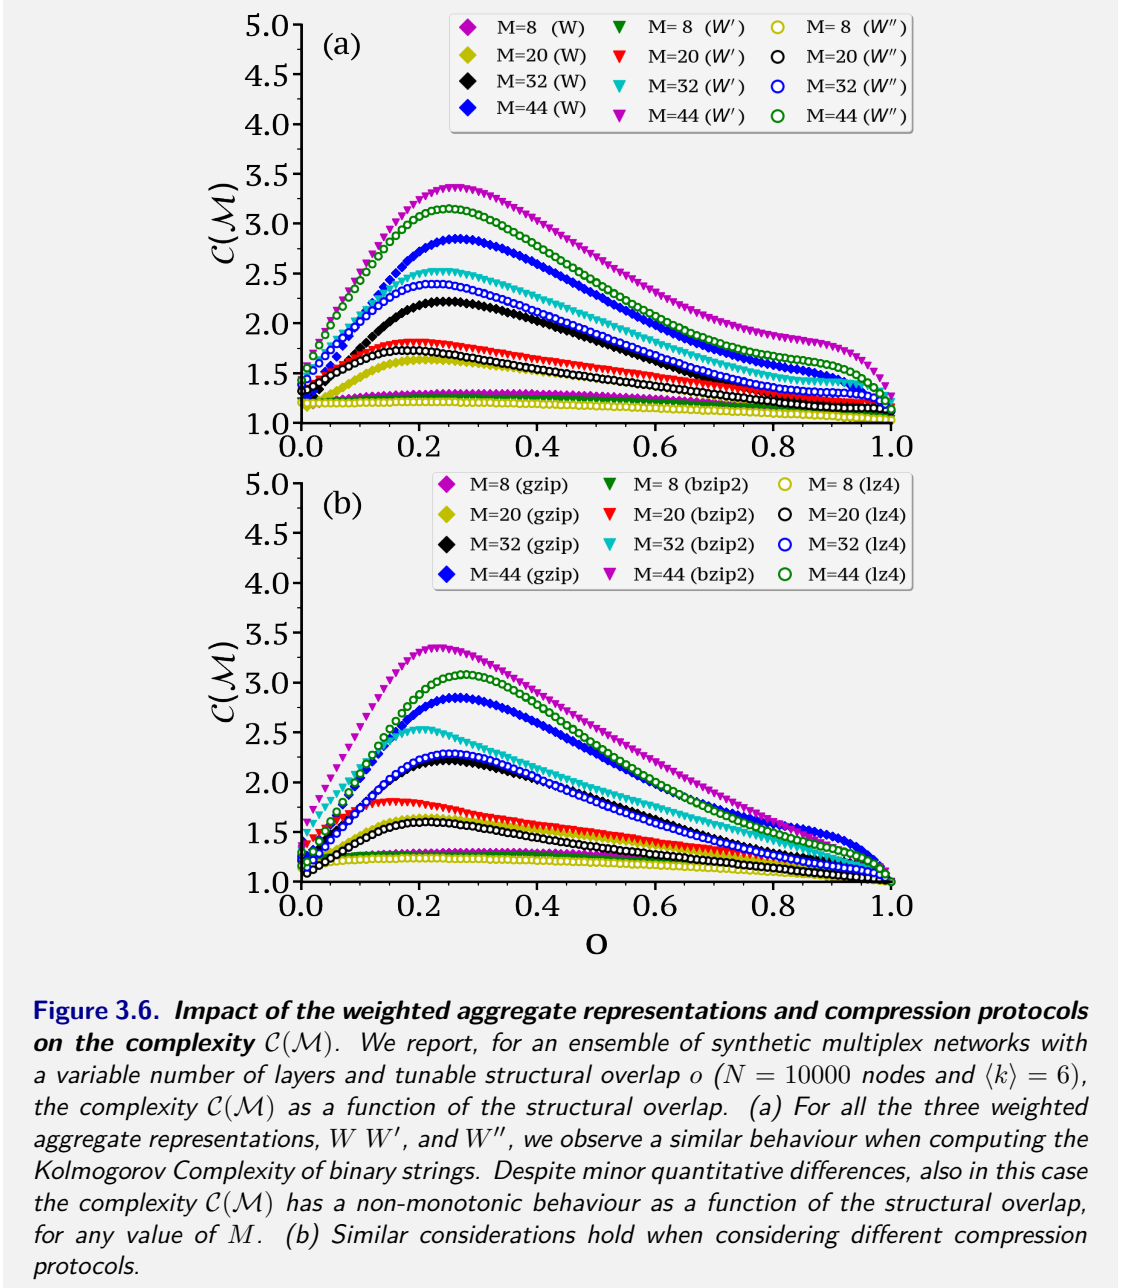 5.0
4.5
4.0
3.5
3.0
2.5
2.0
1.5
1.0
C(M)
(a)
M=8 (W) M= 8 (W′) M= 8 (W″)
M=20 (W) M=20 (W′) M=20 (W″)
M=32 (W) M=32 (W′) M=32 (W″)
M=44 (W) M=44 (W′) M=44 (W″)
0.0 0.2 0.4 0.6 0.8 1.0
5.0
4.5
4.0
3.5
3.0
2.5
2.0
1.5
1.0
C(M)
(b)
M=8 (gzip) M= 8 (bzip2) M= 8 (lz4)
M=20 (gzip) M=20 (bzip2) M=20 (lz4)
M=32 (gzip) M=32 (bzip2) M=32 (lz4)
M=44 (gzip) M=44 (bzip2) M=44 (lz4)
0.0 0.2 0.4 0.6 0.8 1.0
o
Figure 3.6. Impact of the weighted aggregate representations and compression protocols
on the complexity C(M). We report, for an ensemble of synthetic multiplex networks with
a variable number of layers and tunable structural overlap o (N = 10000 nodes and ⟨k⟩ = 6),
the complexity C(M) as a function of the structural overlap. (a) For all the three weighted
aggregate representations, W W′, and W″, we observe a similar behaviour when computing the
Kolmogorov Complexity of binary strings. Despite minor quantitative differences, also in this case
the complexity C(M) has a non-monotonic behaviour as a function of the structural overlap,
for any value of M. (b) Similar considerations hold when considering different compression
protocols.